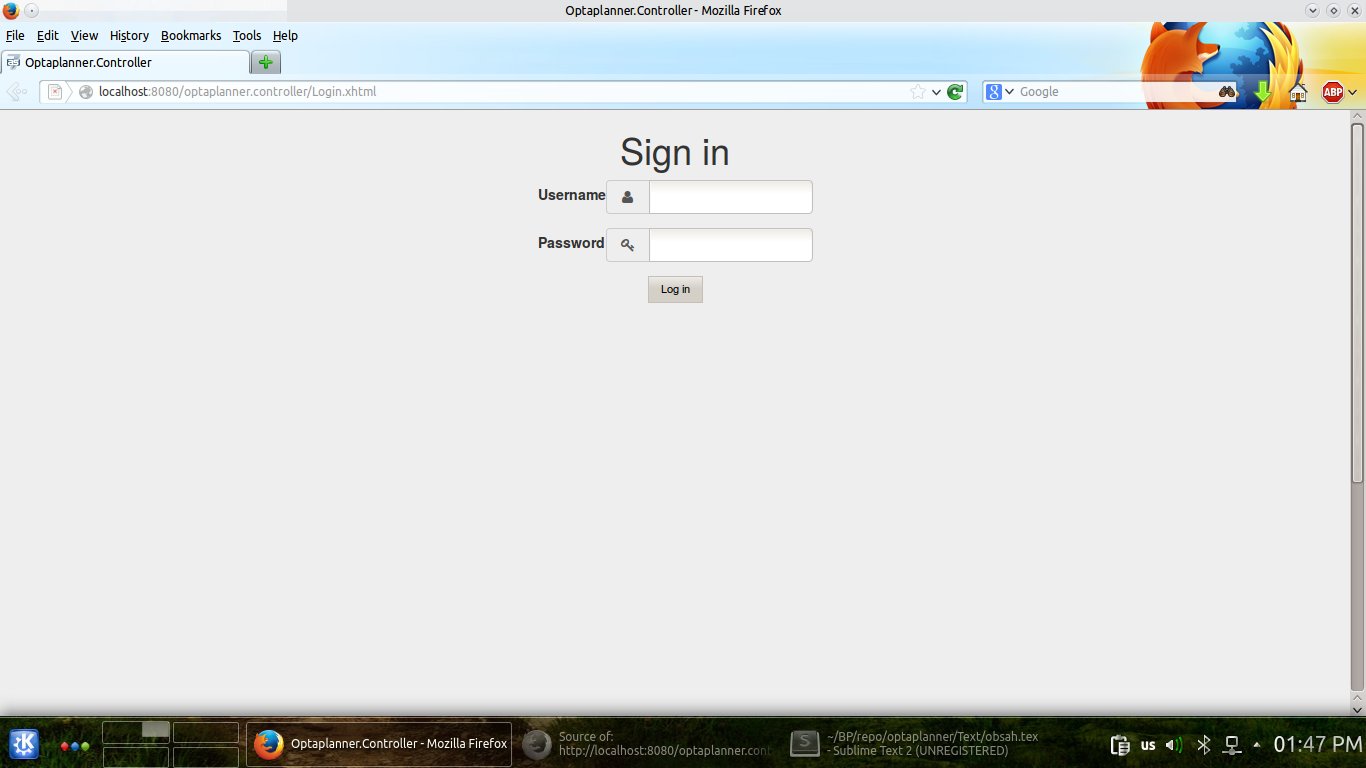 Optaplanner.Controller - Mozilla Firefox
File Edit View History Bookmarks Tools Help
Optaplanner.Controller
localhost:8080/optaplanner.controller/Login.xhtml
8 Google
ABP
Sign in
Username
Password
Log in
Optaplanner.Controller - Mozilla Firefox
Source of:
http://localhost:8080/optaplanner.cont
~/BP/repo/optaplanner/Text/obsah.tex
- Sublime Text 2 (UNREGISTERED)
us
01:47 PM